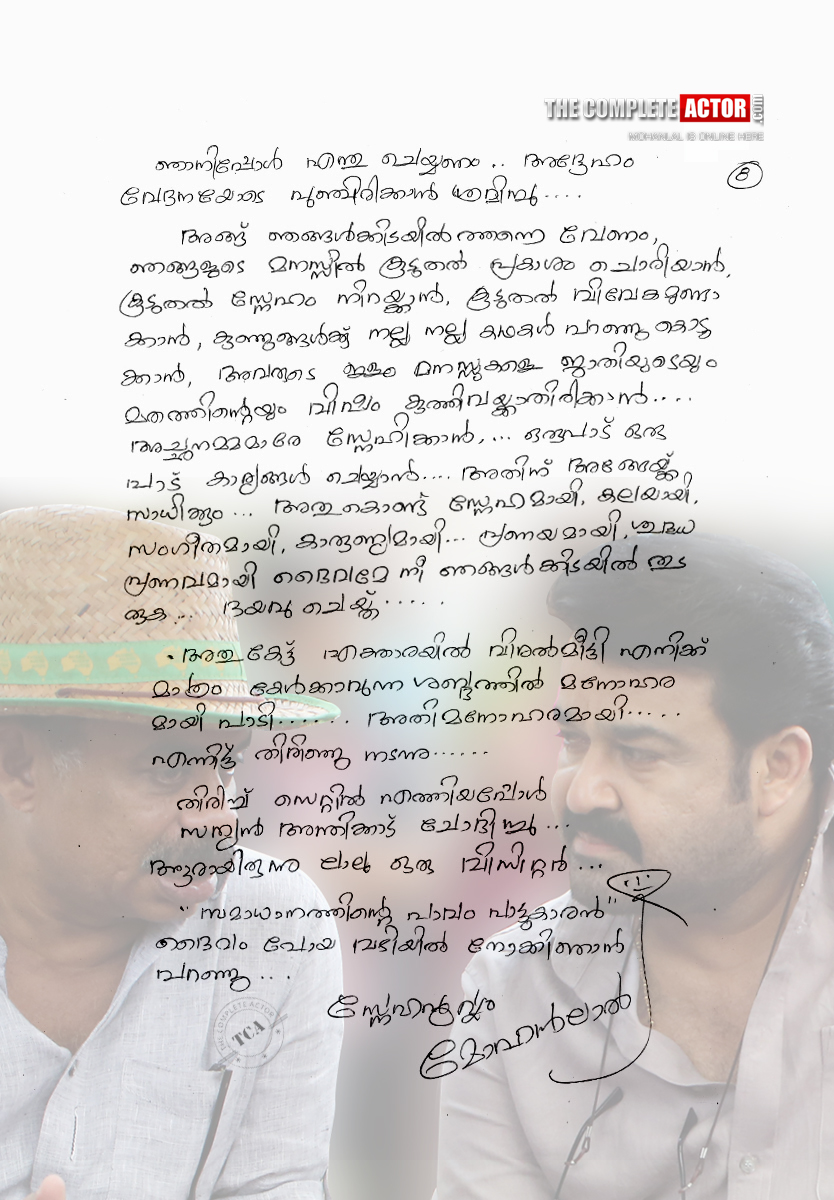 THE COMPLETE ACTOR .COM
MOHANLAL IS ONLINE HERE
8
ഞാനിപ്പോൾ എന്തു ചെയ്യണം .. അദ്ദേഹം
വേദനയോടെ പുഞ്ചിരിക്കാൻ ശ്രമിച്ചു ....
അങ്ങ് ഞങ്ങൾക്കിടയിൽത്തന്നെ വേണം,
ഞങ്ങളുടെ മനസ്സിൽ കൂടുതൽ പ്രകാശം ചൊരിയാൻ,
കൂടുതൽ സ്നേഹം നിറയ്ക്കാൻ, കൂടുതൽ വിവേകമുണ്ടാ
ക്കാൻ, കുഞ്ഞുങ്ങൾക്ക് നല്ല നല്ല കഥകൾ പറഞ്ഞു കൊടു
ക്കാൻ, അവരുടെ മനസ്സുക്കളെ ജാതിയുടെയും
മതത്തിന്റെയും വിഷം കുത്തിവയ്ക്കാതിരിക്കാൻ....
അച്ഛനമ്മമാരേ സ്നേഹിക്കാൻ,... ഒരുപാട് ഒരു
പാട് കാര്യങ്ങൾ ചെയ്യാൻ.... അതിന് അങ്ങേയ്ക്ക്
സാധിക്കും ... അതുകൊണ്ട് സ്നേഹമായി, കലയായി,
സംഗീതമായി, കാരുണ്യമായി... പ്രണയമായി, ശുദ്ധ
പ്രണവമായി ദൈവമേ നീ ഞങ്ങൾക്കിടയിൽ തുട
രുക ... ദയവു ചെയ്ത് .....
അതുകേട്ട് ഏക്താരയിൽ വിരൽമീട്ടി എനിക്ക്
മാത്രം കേൾക്കാവുന്ന ശബ്ദത്തിൽ മനോഹര
മായി പാടി....... അതിമനോഹരമായി.....
എന്നിട്ട് തിരിഞ്ഞു നടന്നു......
തിരിച്ച് സെറ്റിൽ എത്തിയപ്പോൾ
സത്യൻ അന്തിക്കാട് ചോദിച്ചു ...
ആരായിരുന്നു ലാലു ഒരു വിസിറ്റർ ...
"സമാധാനത്തിന്റെ പാവം പാട്ടുകാരൻ"
ദൈവം പോയ വഴിയിൽ നോക്കിഞാൻ
പറഞ്ഞു ...
സ്നേഹപൂർവ്വം
മോഹൻലാൽ
THE COMPLETE ACTOR
TCA